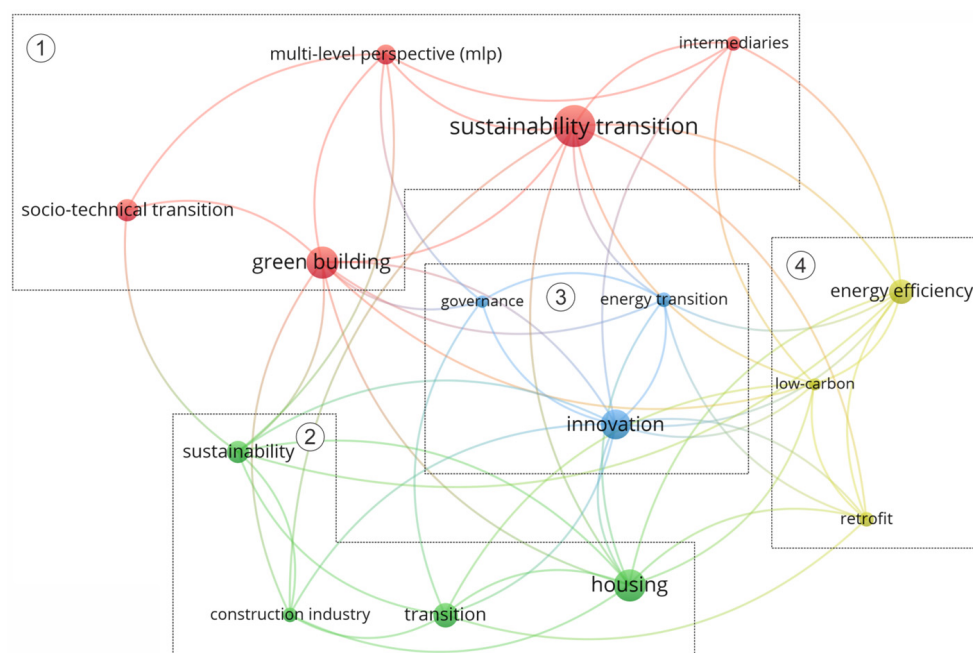 1
multi-level perspective (mlp)
intermediaries
sustainability transition
socio-technical transition
green building
3
4
governance
energy transition
energy efficiency
low-carbon
innovation
2
sustainability
retrofit
housing
construction industry
transition